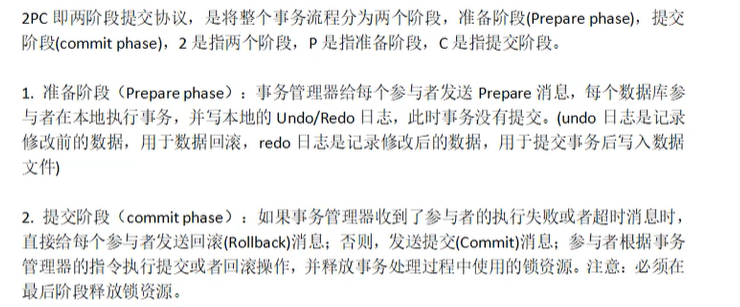 2PC 即两阶段提交协议，是将整个事务流程分为两个阶段，准备阶段(Prepare phase)，提交
阶段(commit phase)，2 是指两个阶段，P 是指准备阶段，C 是指提交阶段。
1. 准备阶段（Prepare phase）：事务管理器给每个参与者发送 Prepare 消息，每个数据库参
与者在本地执行事务，并写本地的 Undo/Redo 日志，此时事务没有提交。(undo 日志是记录
修改前的数据，用于数据回滚，redo 日志是记录修改后的数据，用于提交事务后写入数据
文件)
2. 提交阶段（commit phase）：如果事务管理器收到了参与者的执行失败或者超时消息时，
直接给每个参与者发送回滚(Rollback)消息；否则，发送提交(Commit)消息；参与者根据事务
管理器的指令执行提交或者回滚操作，并释放事务处理过程中使用的锁资源。注意：必须在
最后阶段释放锁资源。